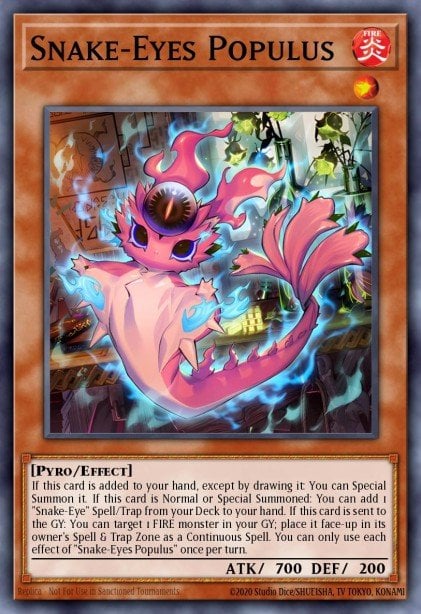 Snake-Eyes Populus
FIRE
炎
[Pyro/Effect]
If this card is added to your hand, except by drawing it: You can Special
Summon it. If this card is Normal or Special Summoned: You can add 1
"Snake-Eye" Spell/Trap from your Deck to your hand. If this card is sent to
the GY: You can target 1 FIRE monster in your GY; place it face-up in its
owner's Spell & Trap Zone as a Continuous Spell. You can only use each
effect of "Snake-Eyes Populus" once per turn.
ATK/ 700 DEF/ 200
Replica - Not For Use in Sanctioned Tournaments
©2020 Studio Dice/SHUEISHA, TV TOKYO, KONAMI